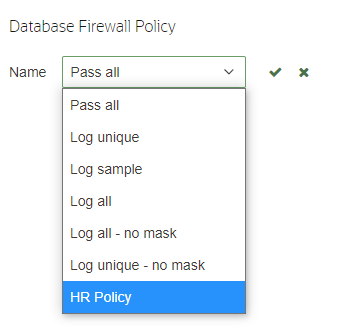 Database Firewall Policy
Name Pass all
Pass all
Log unique
Log sample
Log all
Log all - no mask
Log unique - no mask
HR Policy